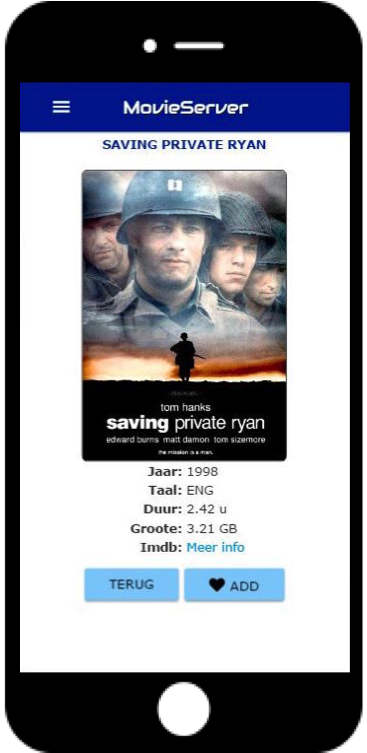 MovieServer
SAVING PRIVATE RYAN
tom hanks
saving private ryan
edward burns matt damon tom sizemore
the mission is a man.
Jaar: 1998
Taal: ENG
Duur: 2.42 u
Groote: 3.21 GB
Imdb: Meer info
TERUG
ADD